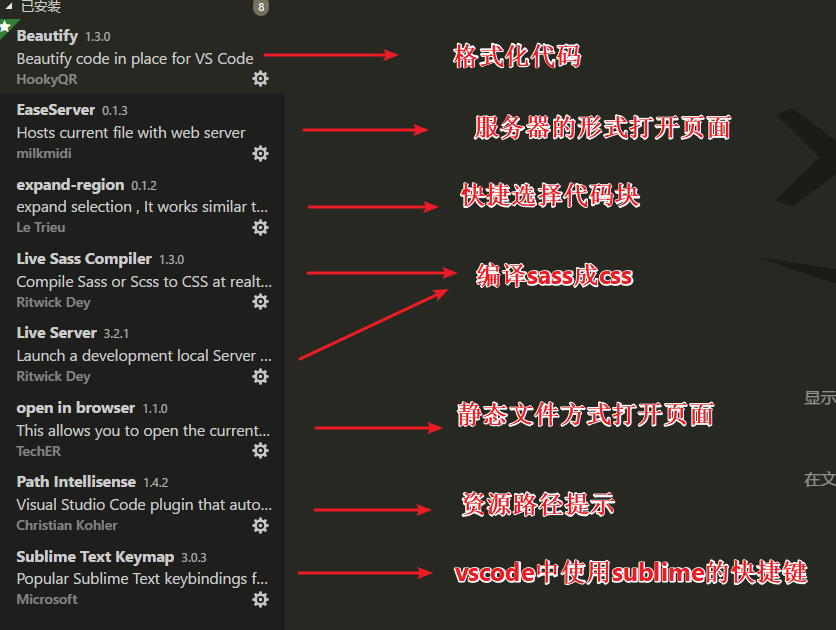 已安装
8
Beautify 1.3.0
Beautify code in place for VS Code
格式化代码
HookyQR
EaseServer 0.1.3
Hosts current file with web server
服务器的形式打开页面
milkmidi
expand-region 0.1.2
expand selection , It works similar t...
快捷选择代码块
Le Trieu
Live Sass Compiler 1.3.0
Compile Sass or Scss to CSS at realt...
编译sass成css
Ritwick Dey
Live Server 3.2.1
Launch a development local Server ...
Ritwick Dey
open in browser 1.1.0
This allows you to open the current...
静态文件方式打开页面
TechER
显示
Path Intellisense 1.4.2
Visual Studio Code plugin that auto...
资源路径提示
Christian Kohler
在文
Sublime Text Keymap 3.0.3
Popular Sublime Text keybindings f...
vscode中使用sublime的快捷键
Microsoft